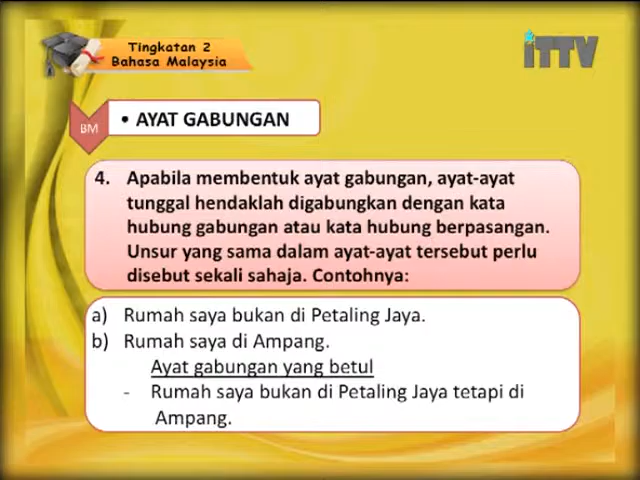 Tingkatan 2
Bahasa Malaysia
iTTV
BM
• AYAT GABUNGAN
4. Apabila membentuk ayat gabungan, ayat-ayat
tunggal hendaklah digabungkan dengan kata
hubung gabungan atau kata hubung berpasangan.
Unsur yang sama dalam ayat-ayat tersebut perlu
disebut sekali sahaja. Contohnya:
a) Rumah saya bukan di Petaling Jaya.
b) Rumah saya di Ampang.
Ayat gabungan yang betul
- Rumah saya bukan di Petaling Jaya tetapi di
Ampang.